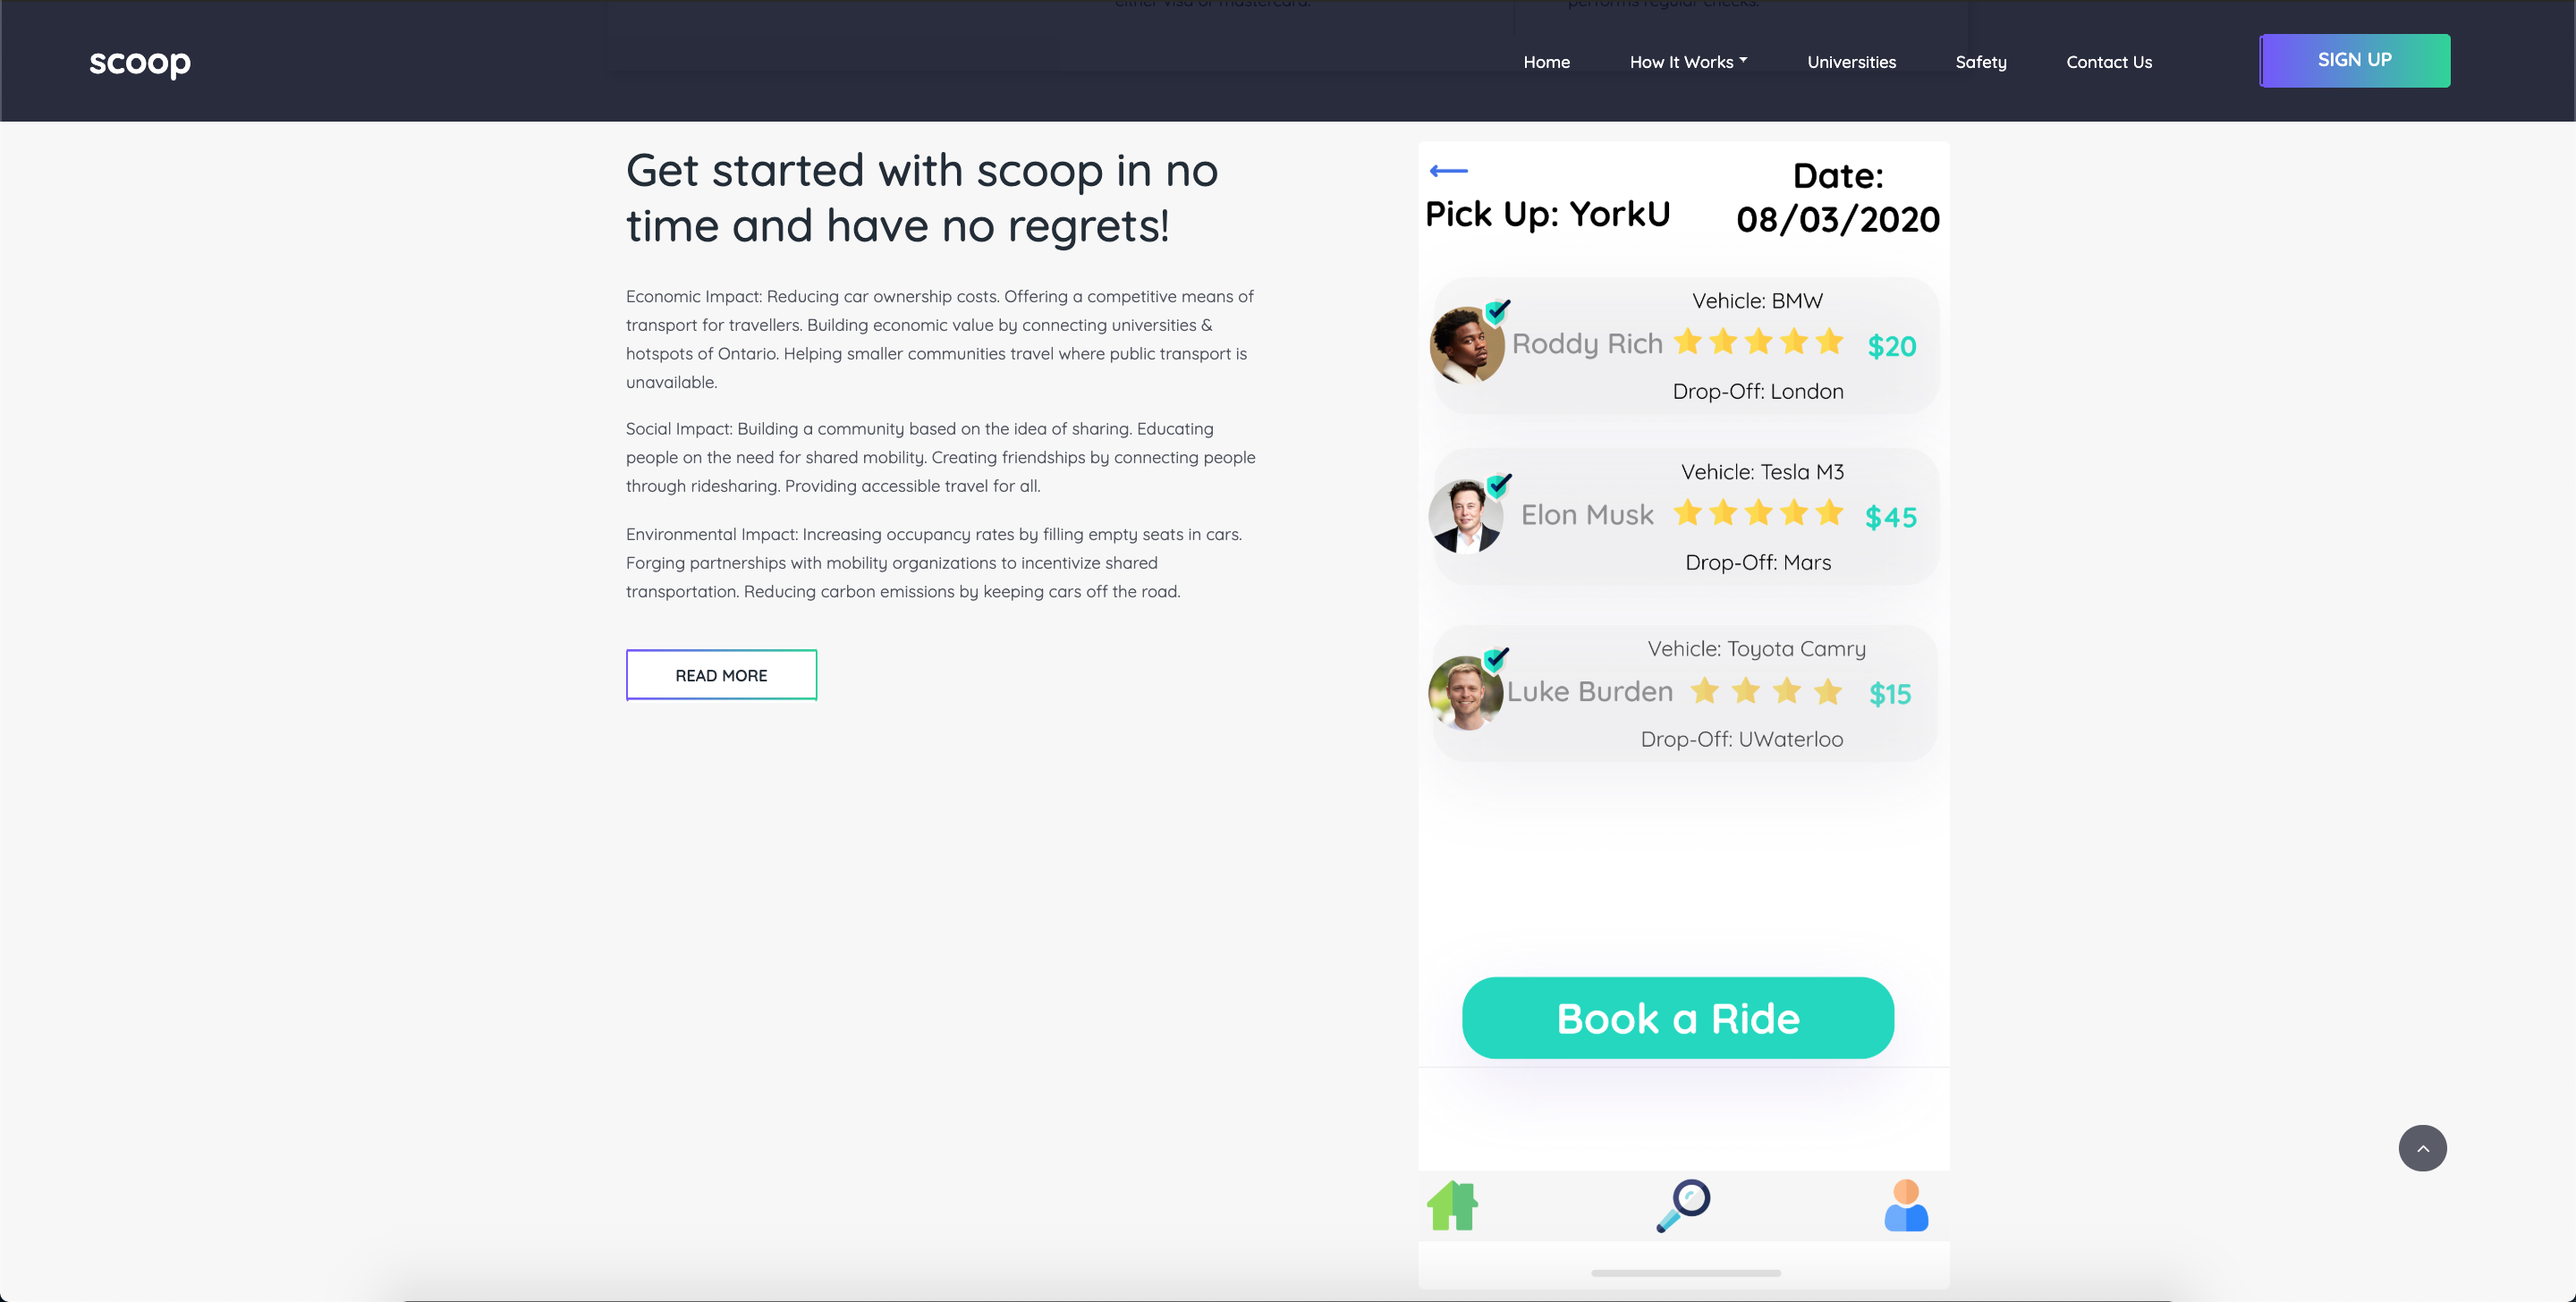 either visa or mastercard.
performs regular checks.
scoop
Home
How It Works
Universities
Safety
Contact Us
SIGN UP
Get started with scoop in no
time and have no regrets!
Economic Impact: Reducing car ownership costs. Offering a competitive means of
transport for travellers. Building economic value by connecting universities &
hotspots of Ontario. Helping smaller communities travel where public transport is
unavailable.
Social Impact: Building a community based on the idea of sharing. Educating
people on the need for shared mobility. Creating friendships by connecting people
through ridesharing. Providing accessible travel for all.
Environmental Impact: Increasing occupancy rates by filling empty seats in cars.
Forging partnerships with mobility organizations to incentivize shared
transportation. Reducing carbon emissions by keeping cars off the road.
READ MORE
Date:
Pick Up: YorkU
08/03/2020
Vehicle: BMW
Roddy Rich
$20
Drop-Off: London
Vehicle: Tesla M3
Elon Musk
$45
Drop-Off: Mars
Vehicle: Toyota Camry
Luke Burden
$15
Drop-Off: UWaterloo
Book a Ride